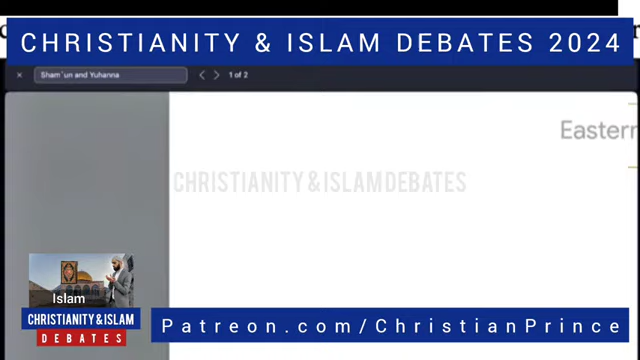 CHRISTIANITY & ISLAM DEBATES 2024
Sham`un and Yuhanna
1 of 2
Eastern
CHRISTIANITY & ISLAM DEBATES
Islam
CHRISTIANITY & ISLAM
DEBATES
Patreon.com/ChristianPrince